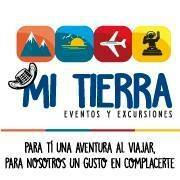 MI TIERRA
EVENTOS Y EXCURSIONES
PARA TÍ UNA AVENTURA AL VIAJAR,
PARA NOSOTROS UN GUSTO EN COMPLACERTE